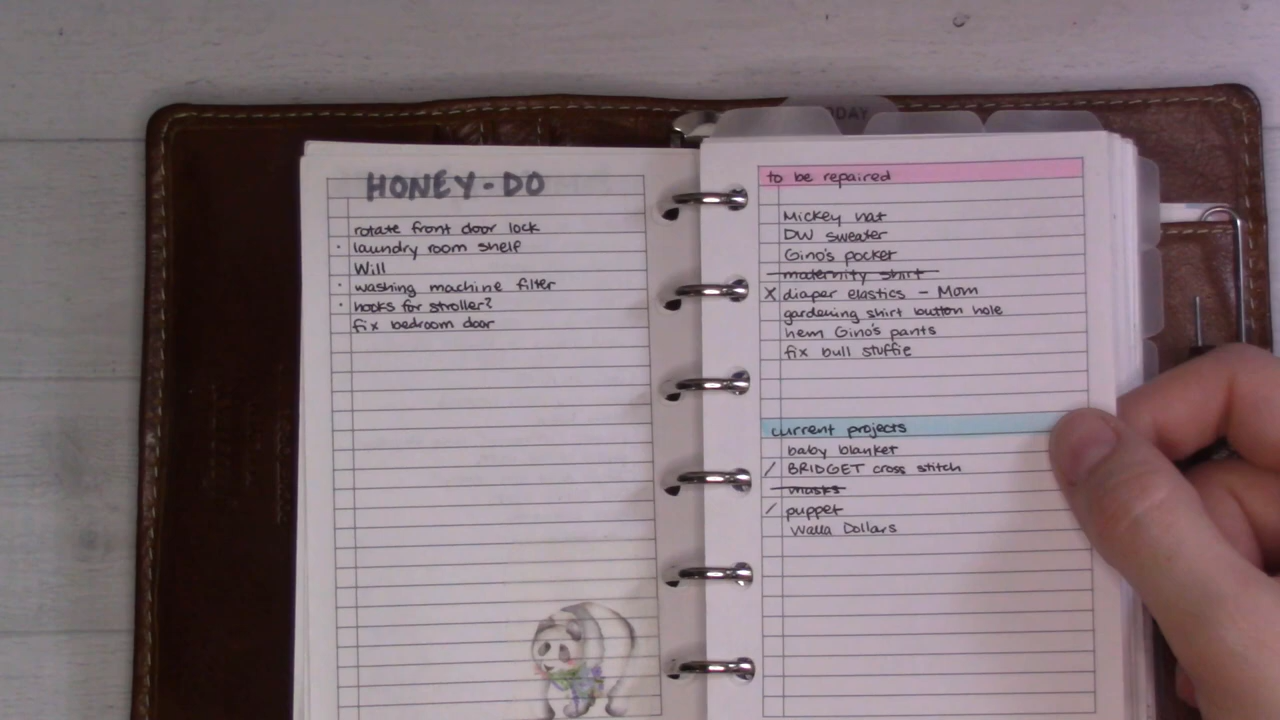 TODAY
HONEY-DO
rotate front door lock
· laundry room shelf
Will
· washing machine filter
· hooks for stroller?
fix bedroom door
to be repaired
Mickey hat
DW sweater
Gino's pocket
maternity shirt
X diaper elastics - Mom
gardening shirt button hole
hem Gino's pants
fix bull stuffie
current projects
baby blanket
/ BRIDGET cross stitch
masks
/ puppet
Walla Dollars